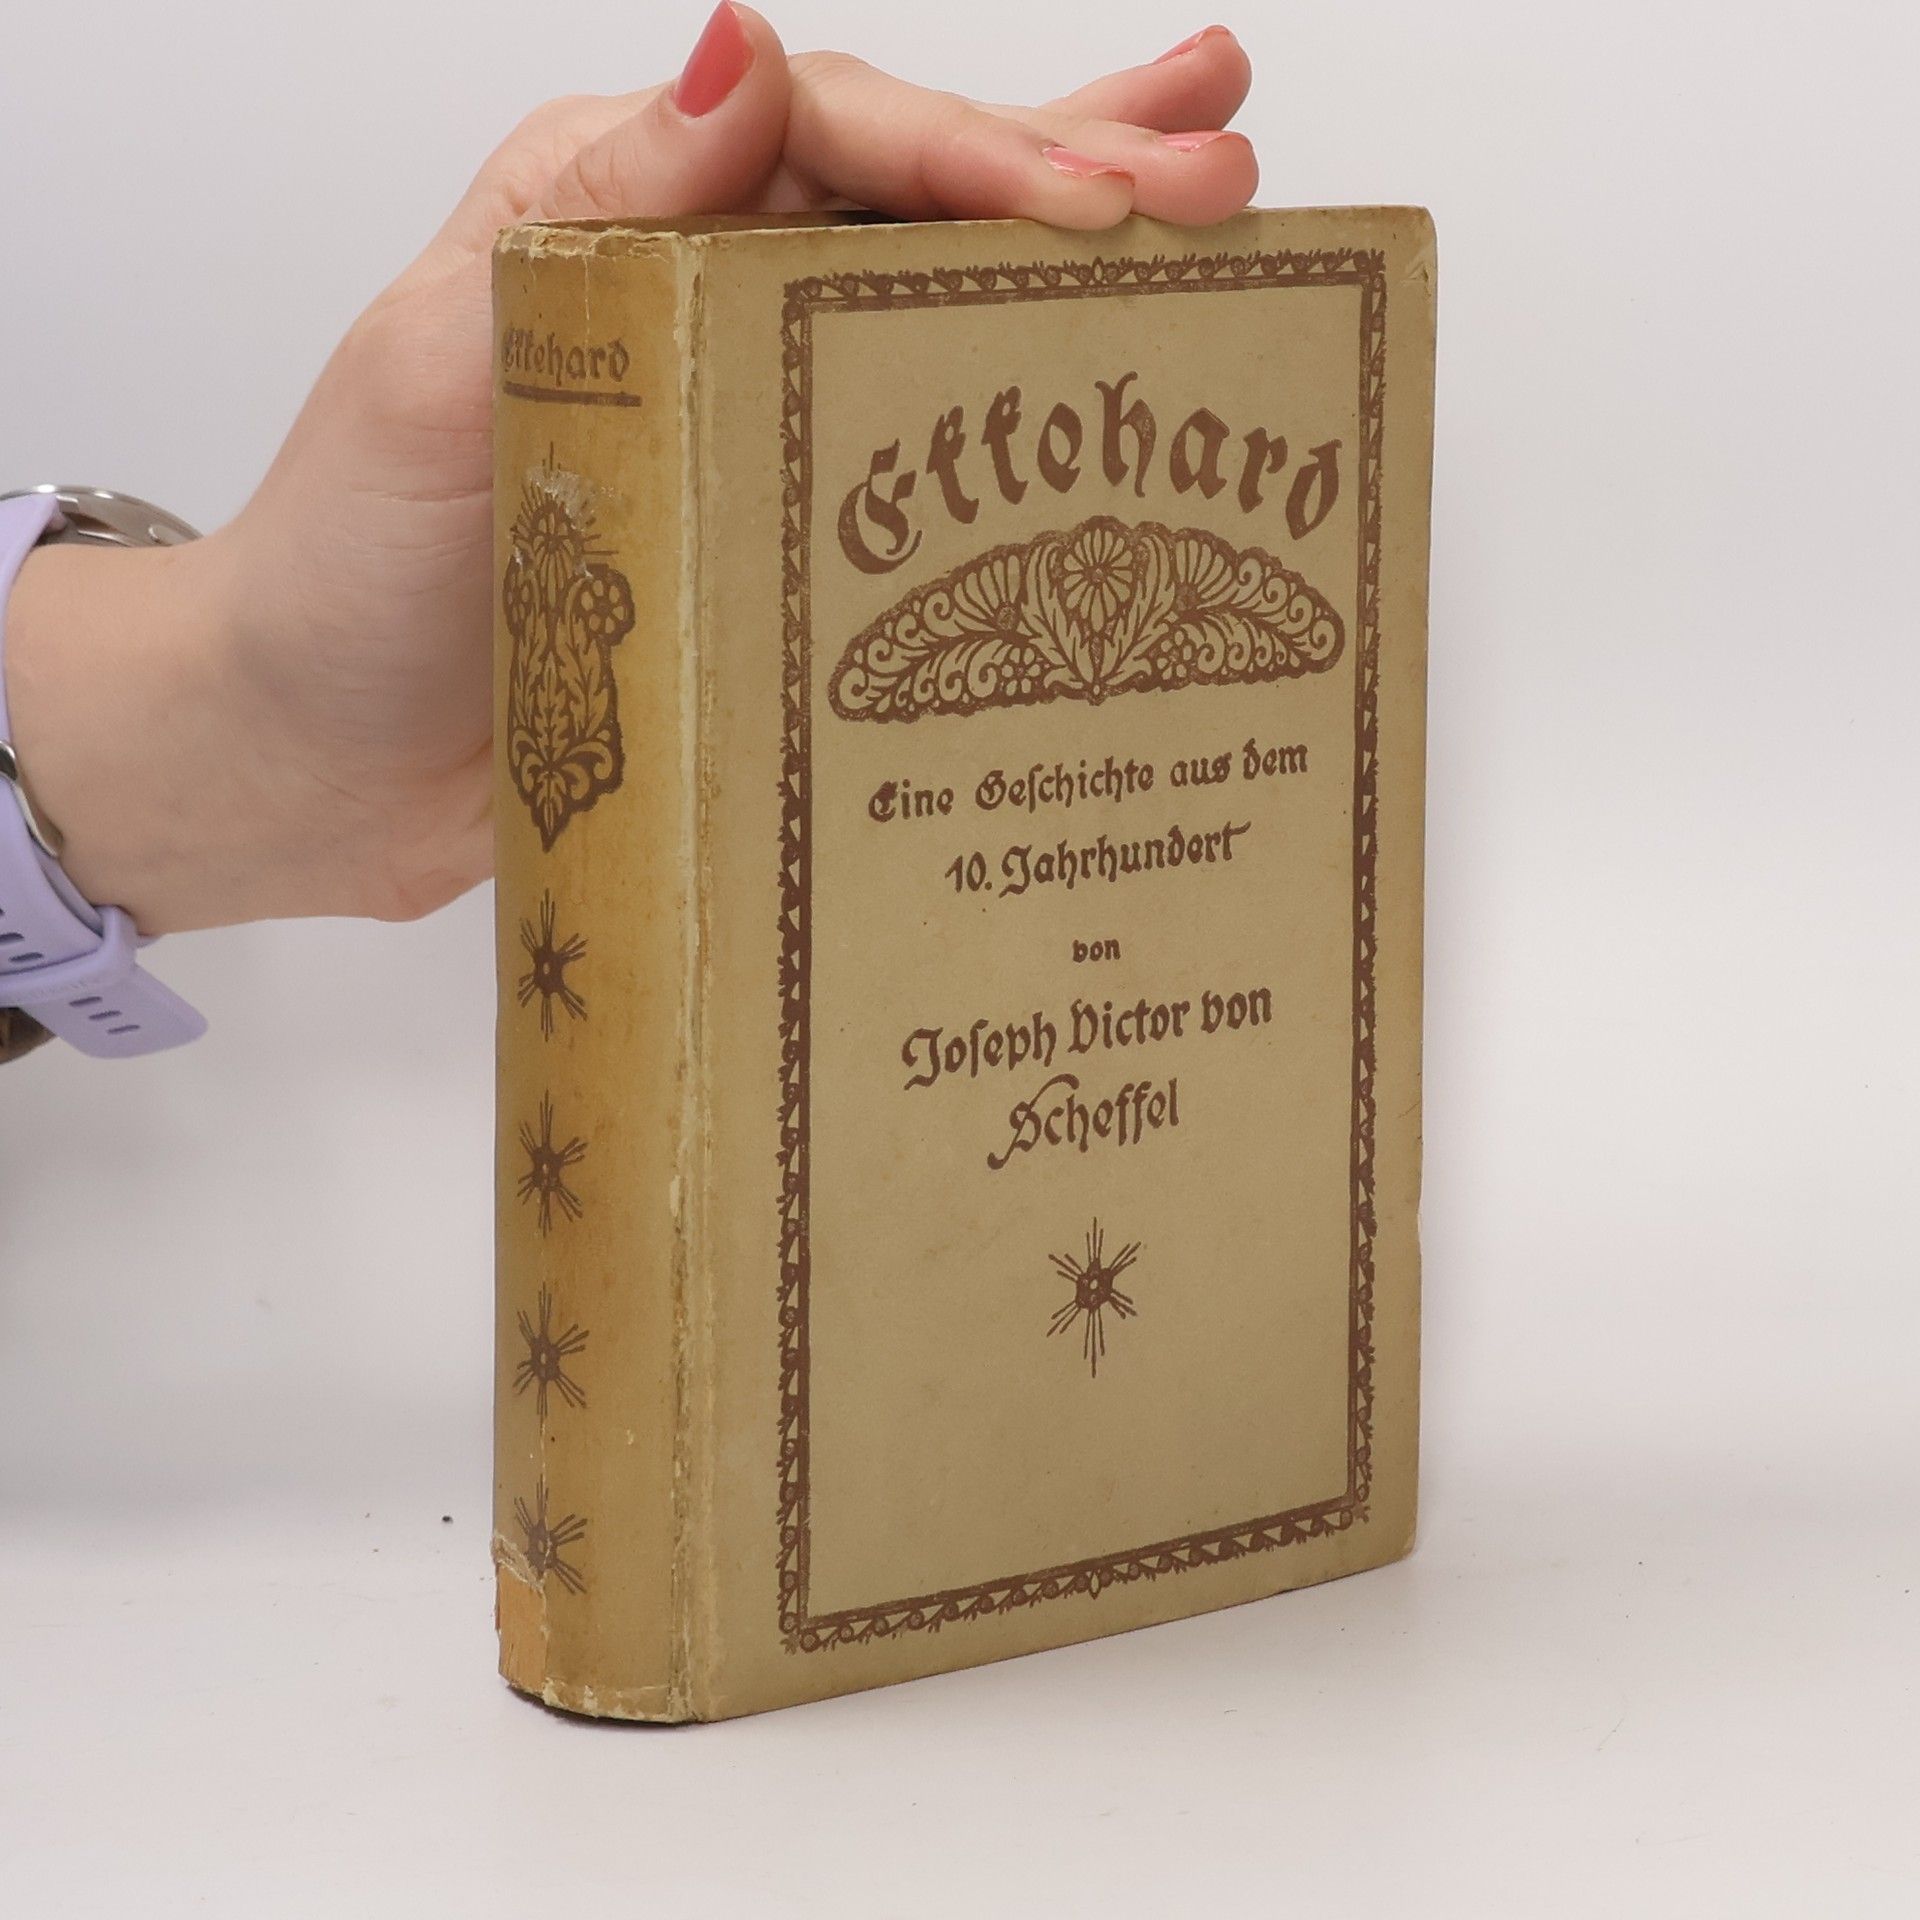 Ekkehard
Ekkehard
Eine Geſchichte aus dem
10. Jahrhundert
von
Joſeph Victor von
Scheffel